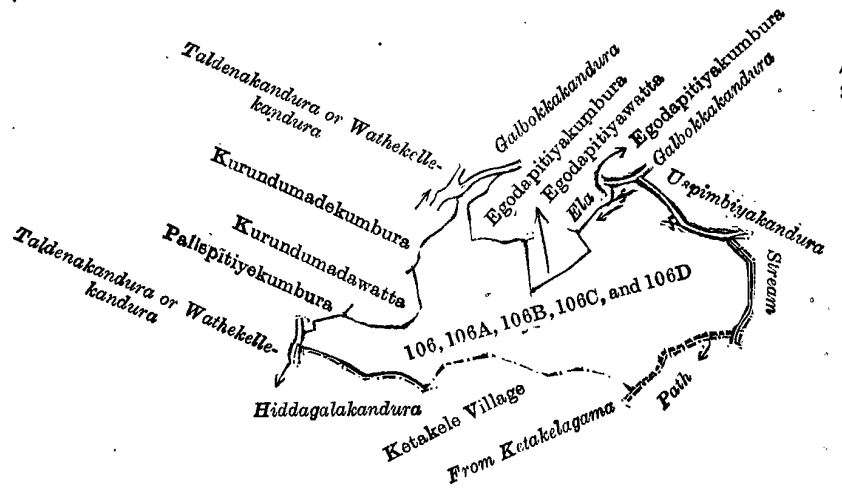 Taldenakandura or Wathekelle-
kandura
Galbokkakandura
Egodapitiyakumbura
Egodapitiyawatta
Ela
Egodapitiyakumbura
Galbokkakandura
Uspimbiyakandura
Stream
Kurundumadekumbura
Kurundumadawatta
Pallepitiyekumbura
Taldenakandura or Wathekelle-
kandura
106, 106A, 106B, 106C, and 106D
Hiddagalakandura
Ketakele Village
From Ketakelagama
Path